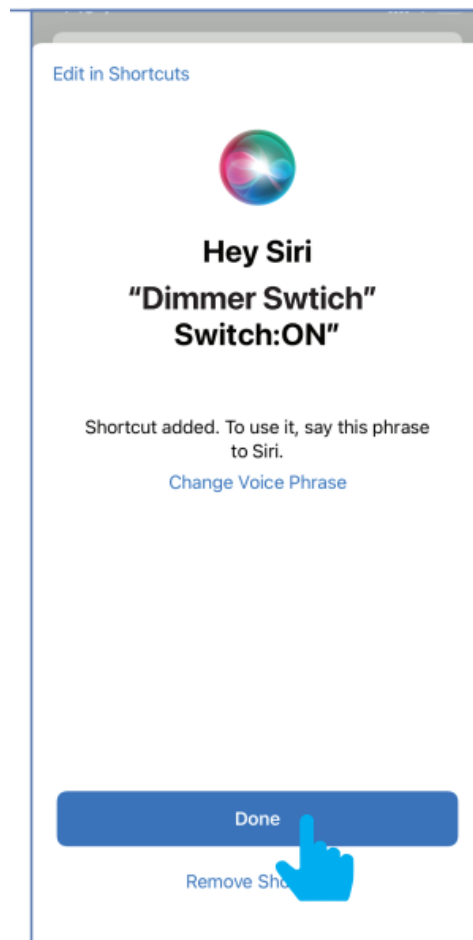 Edit in Shortcuts
Hey Siri
“Dimmer Swtich”
Switch:ON”
Shortcut added. To use it, say this phrase
to Siri.
Change Voice Phrase
Done
Remove